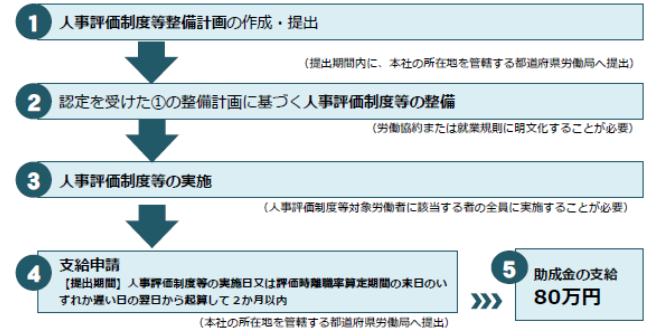 1 人事評価制度等整備計画の作成・提出
（提出期間内に、本社の所在地を管轄する都道府県労働局へ提出）
2 認定を受けた①の整備計画に基づく人事評価制度等の整備
（労働協約または就業規則に明文化することが必要）
3 人事評価制度等の実施
（人事評価制度等対象労働者に該当する者の全員に実施することが必要）
4 支給申請
【提出期間】人事評価制度等の実施日又は評価時離職率算定期間の末日のい
ずれか遅い日の翌日から起算して２か月以内
（本社の所在地を管轄する都道府県労働局へ提出）
5 助成金の支給
80万円